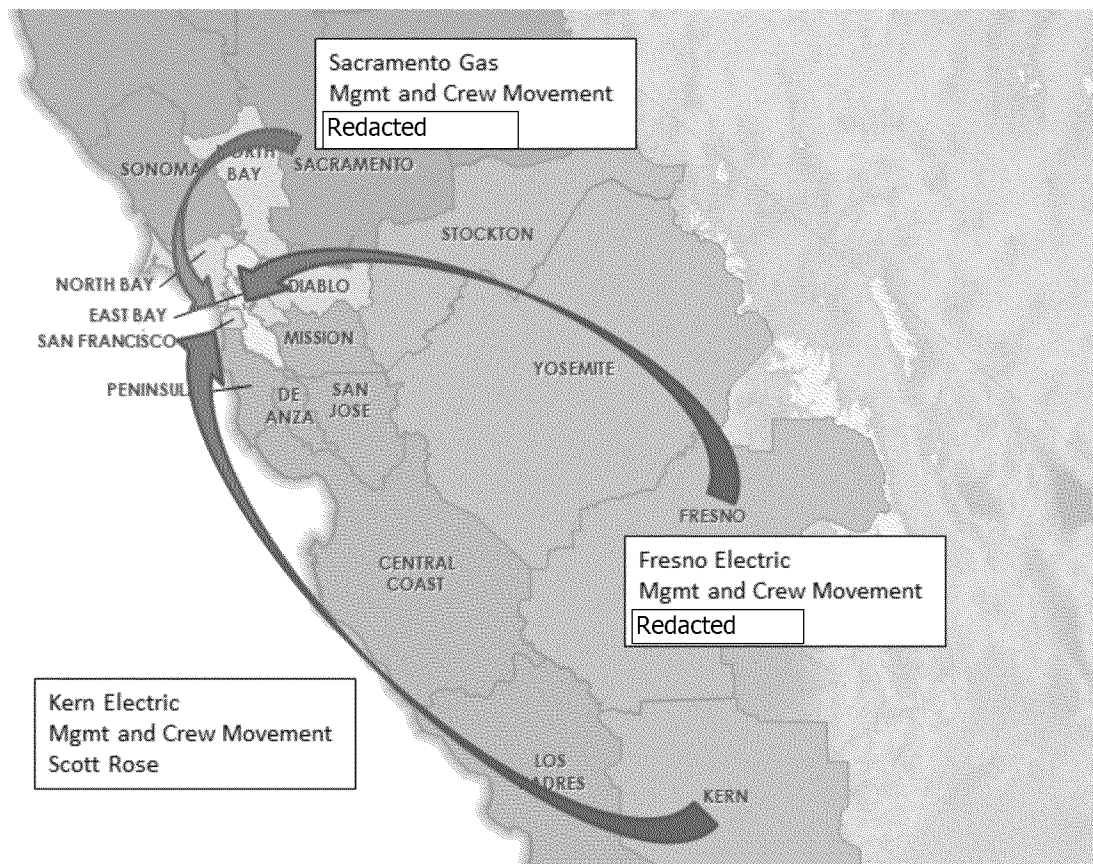 Sacramento Gas
Mgmt and Crew Movement
Redacted
SONOMA
NORTH
BAY
SACRAMENTO
STOCKTON
NORTH BAY
DIABLO
EAST BAY
SAN FRANCISCO
MISSION
YOSEMITE
PENINSUL
DE
ANZA
SAN
JOSE
FRESNO
Fresno Electric
Mgmt and Crew Movement
Redacted
CENTRAL
COAST
Kern Electric
Mgmt and Crew Movement
Scott Rose
LOS
PADRES
KERN